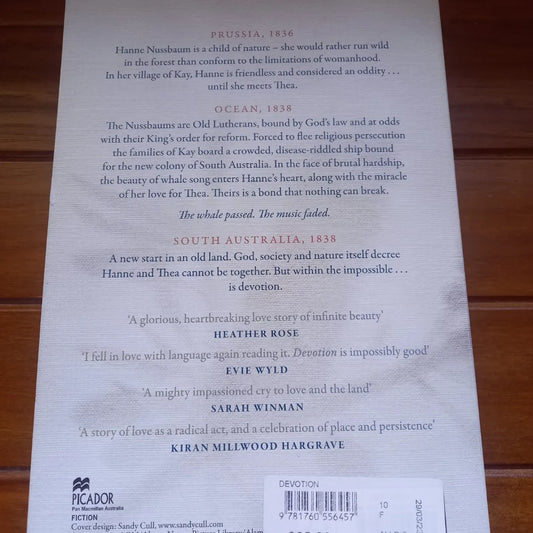 PRUSSIA, 1836
Hanne Nussbaum is a child of nature – she would rather run wild
in the forest than conform to the limitations of womanhood.
In her village of Kay, Hanne is friendless and considered an oddity . . .
until she meets Thea.
OCEAN, 1838
The Nussbaums are Old Lutherans, bound by God's law and at odds
with their King's order for reform. Forced to flee religious persecution
the families of Kay board a crowded, disease-riddled ship bound
for the new colony of South Australia. In the face of brutal hardship,
the beauty of whale song enters Hanne's heart, along with the miracle
of her love for Thea. Theirs is a bond that nothing can break.
The whale passed. The music faded.
SOUTH AUSTRALIA, 1838
A new start in an old land. God, society and nature itself decree
Hanne and Thea cannot be together. But within the impossible . . .
is devotion.
'A glorious, heartbreaking love story of infinite beauty'
HEATHER ROSE
'I fell in love with language again reading it. Devotion is impossibly good'
EVIE WYLD
'A mighty impassioned cry to love and the land'
SARAH WINMAN
'A story of love as a radical act, and a celebration of place and persistence'
KIRAN MILLWOOD HARGRAVE
PICADOR
Pan Macmillan Australia
FICTION
Cover design: Sandy Cull, www.sandycull.com
DEVOTION
9 781760 556457
10
F
29/03/2